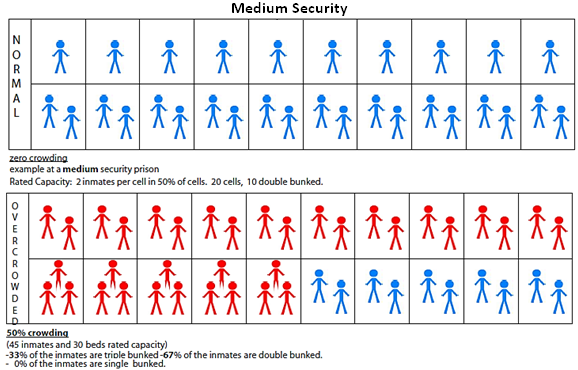 Medium Security
NORMAL
zero crowding
example at a medium security prison
Rated Capacity: 2 inmates per cell in 50% of cells. 20 cells, 10 double bunked.
OVERCROWDED
50% crowding
(45 inmates and 30 beds rated capacity)
-33% of the inmates are triole bunked -67% of the inmates are double bunked.
- 0% of the inmates are single bunked.